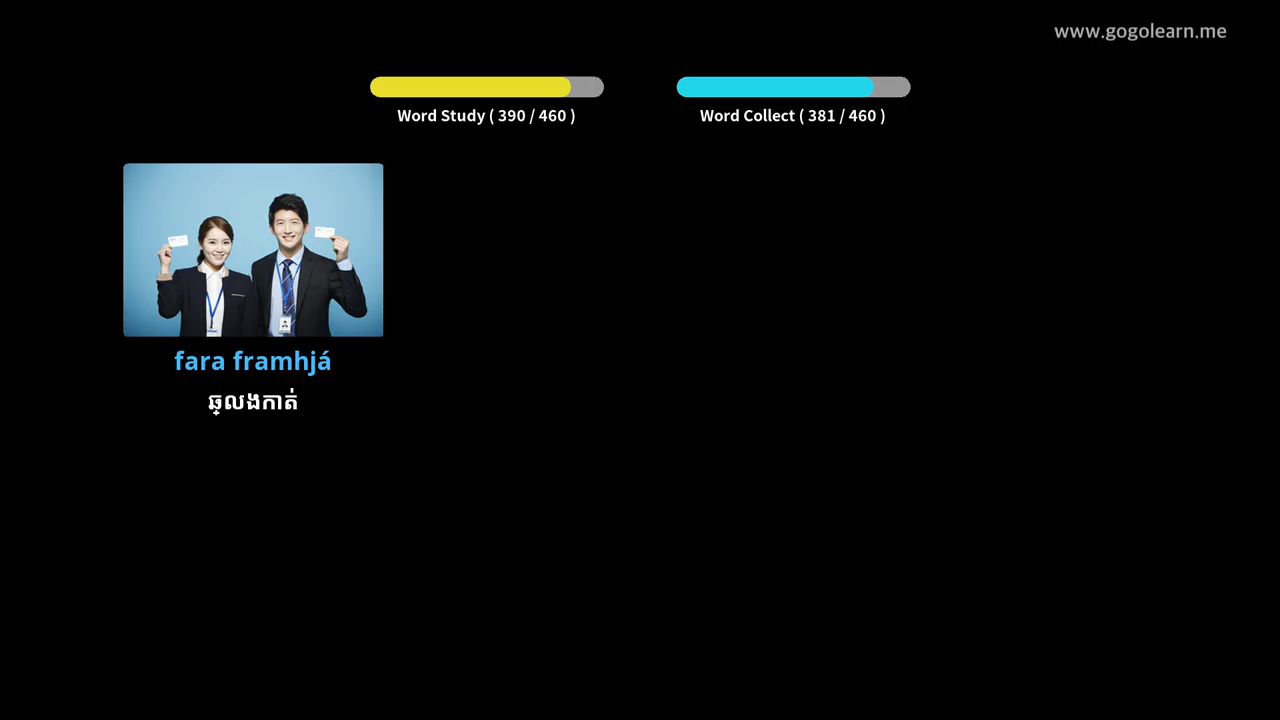 www.gogolearn.me
Word Study ( 390 / 460 )
Word Collect ( 381 / 460 )
fara framhjá
ឆ្លងកាត់